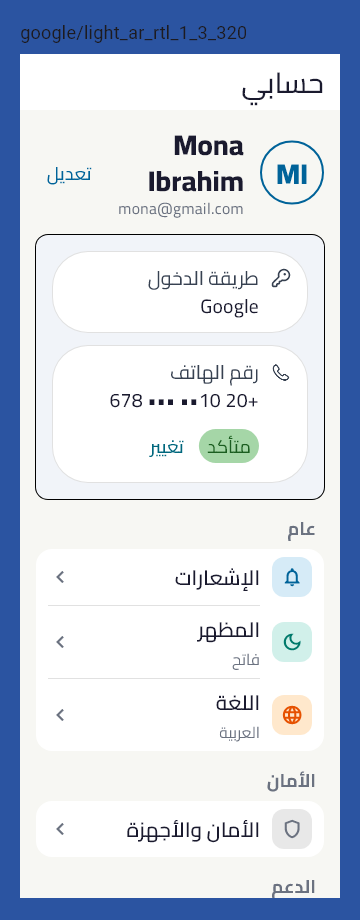 google/light_ar_rtl_1_3_320
حسابي
MI
Mona
Ibrahim
mona@gmail.com
تعديل
طريقة الدخول
Google
رقم الهاتف
+20 10•• ••• 678
متأكد
تغيير
عام
الإشعارات
المظهر
فاتح
اللغة
العربية
الأمان
الأمان والأجهزة
الدعم